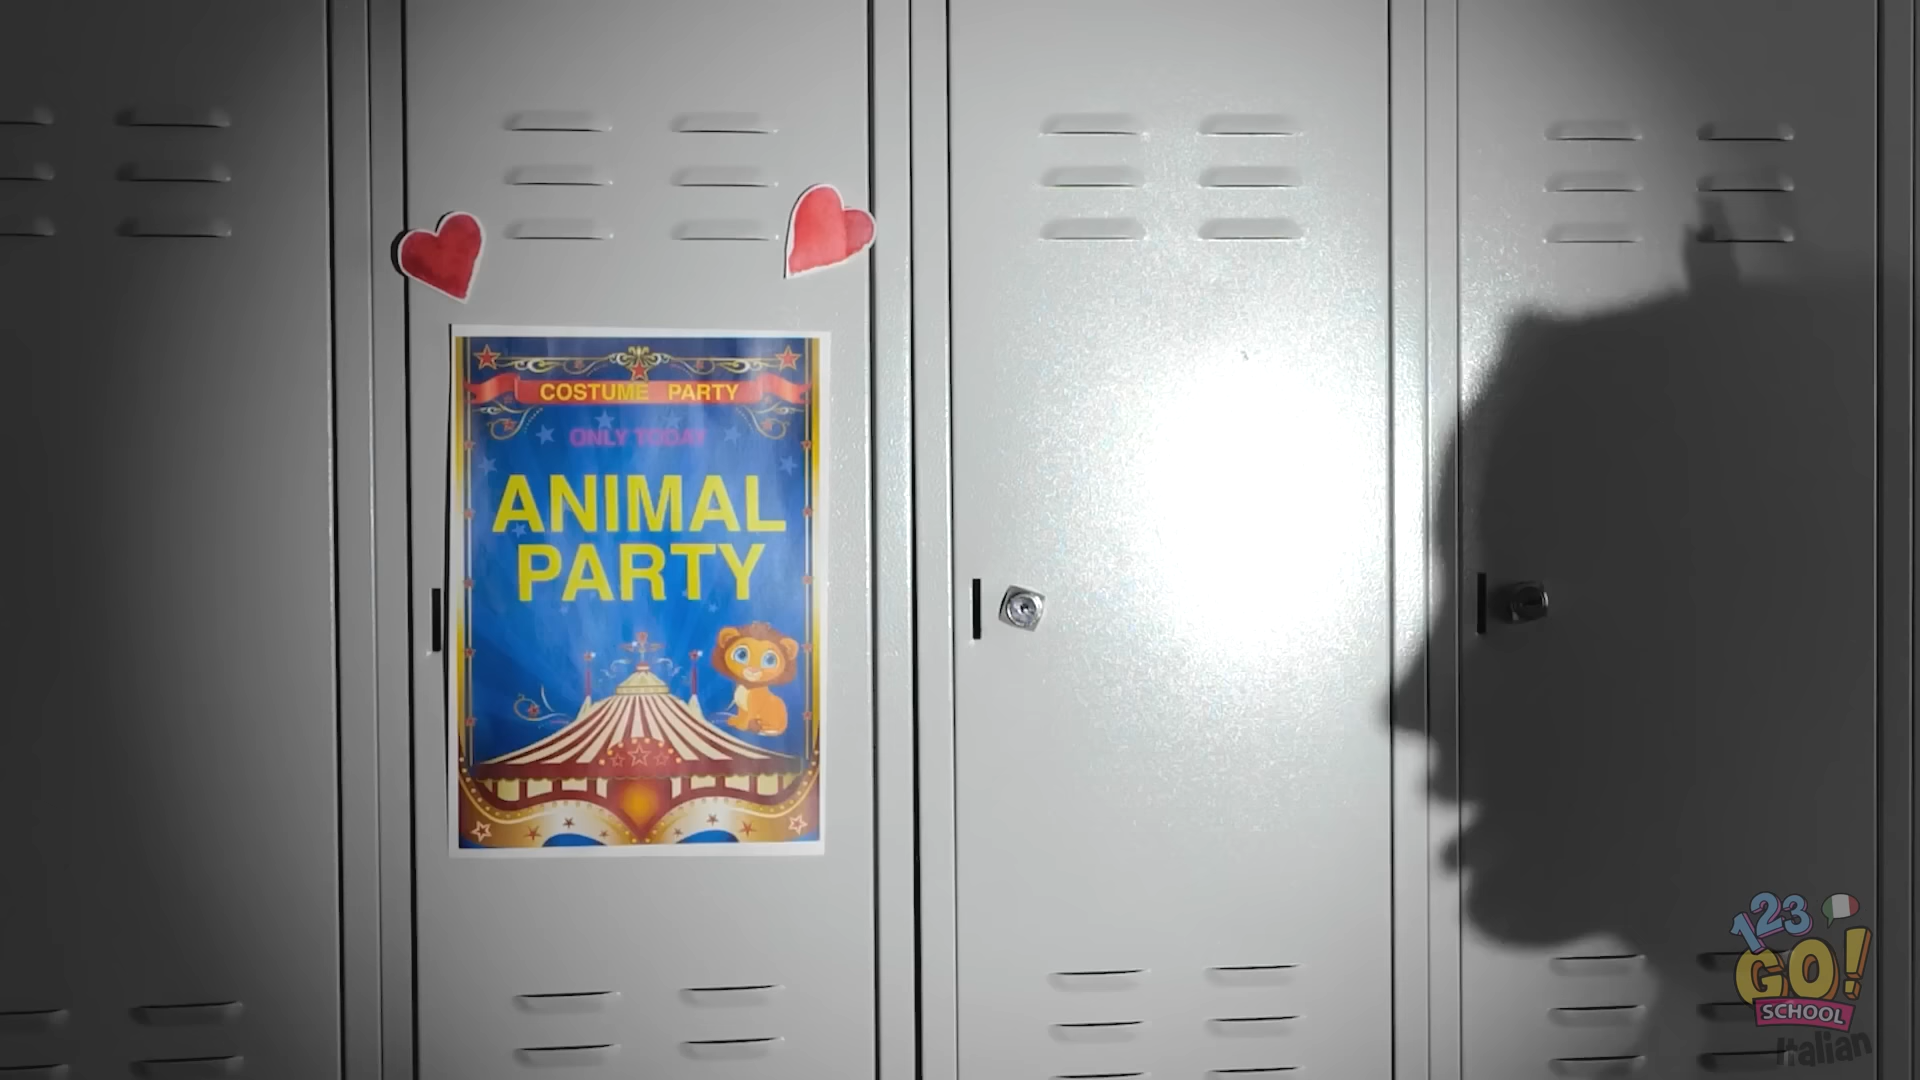 COSTUME PARTY
ONLY TODAY
ANIMAL
PARTY
123
GO!
SCHOOL
Italian